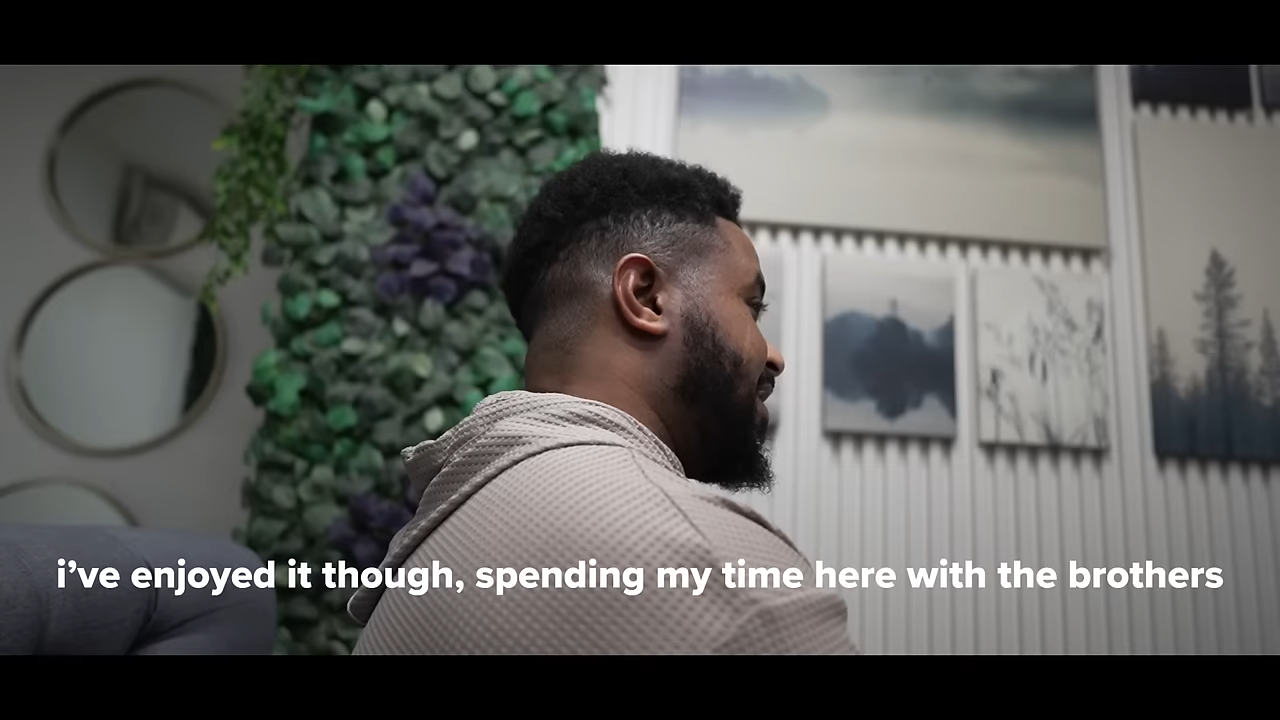 i’ve enjoyed it though, spending my time here with the brothers